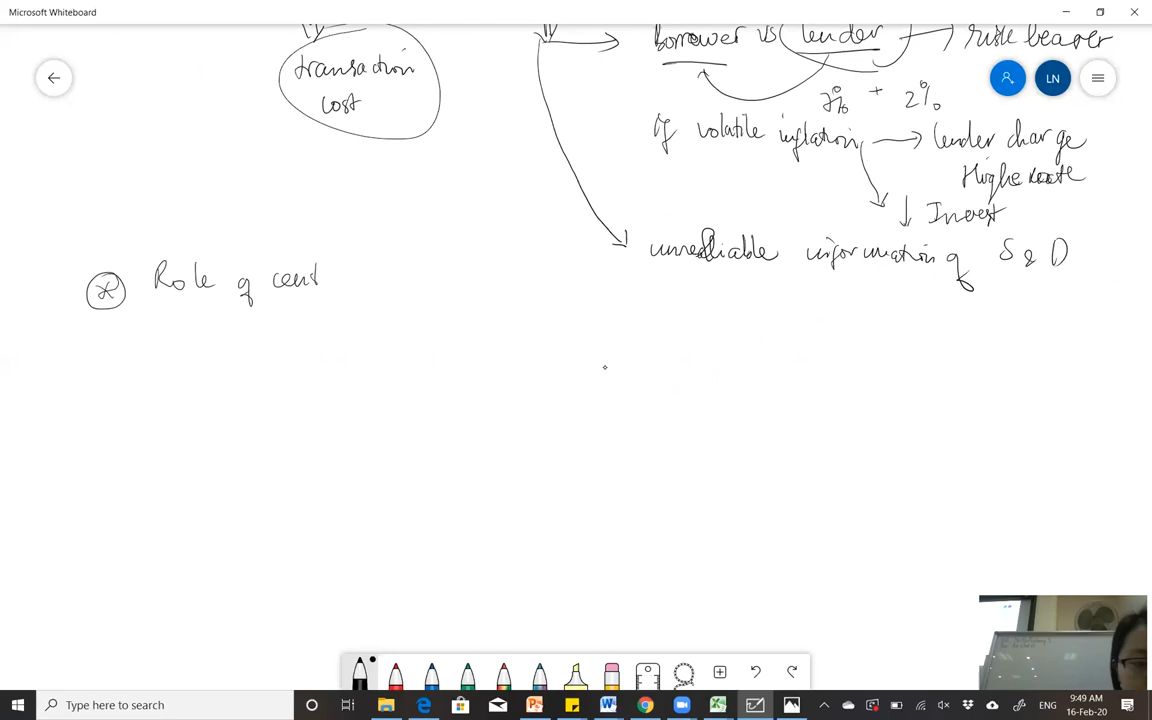 Microsoft Whiteboard
Borrower vs lender → risk bearer
transaction
cost
LN
7% + 2%
If volatile inflation → lender charge
Higher rate
↓ Invest
unreliable information of S & D
Role of cent
Type here to search
ENG
9:49 AM
16-Feb-20